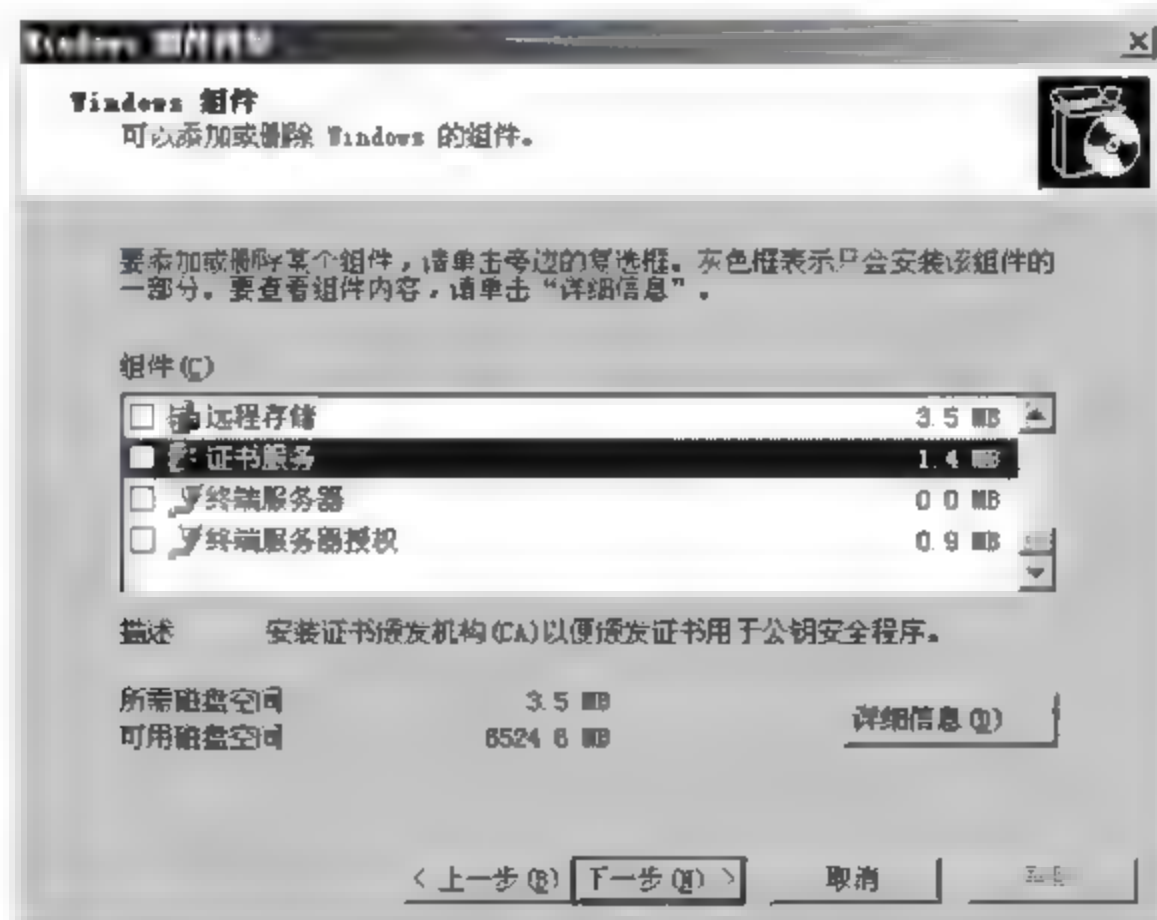 Windows 组件向导
Windows 组件
可以添加或删除 Windows 的组件。
要添加或删除某个组件，请单击旁边的复选框。灰色框表示只会安装该组件的
一部分。要查看组件内容，请单击“详细信息”。
组件(C)
远程存储 3.5 MB
证书服务 1.4 MB
终端服务器 0.0 MB
终端服务器授权 0.9 MB
描述 安装证书颁发机构(CA)以便颁发证书用于公钥安全程序。
所需磁盘空间 3.5 MB
可用磁盘空间 6524.6 MB
详细信息(D)
< 上一步(B) 下一步(N) > 取消